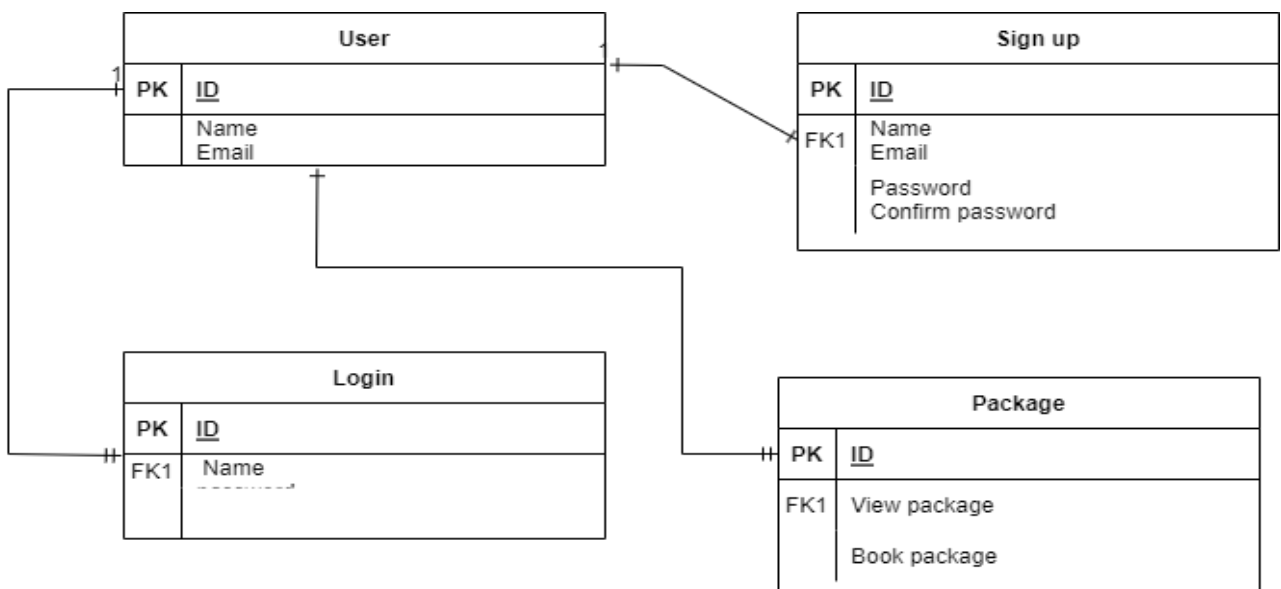 User
1
1
PK ID
Name
Email
Sign up
PK ID
FK1 Name
Email
Password
Confirm password
Login
PK ID
FK1 Name
Package
PK ID
FK1 View package
Book package